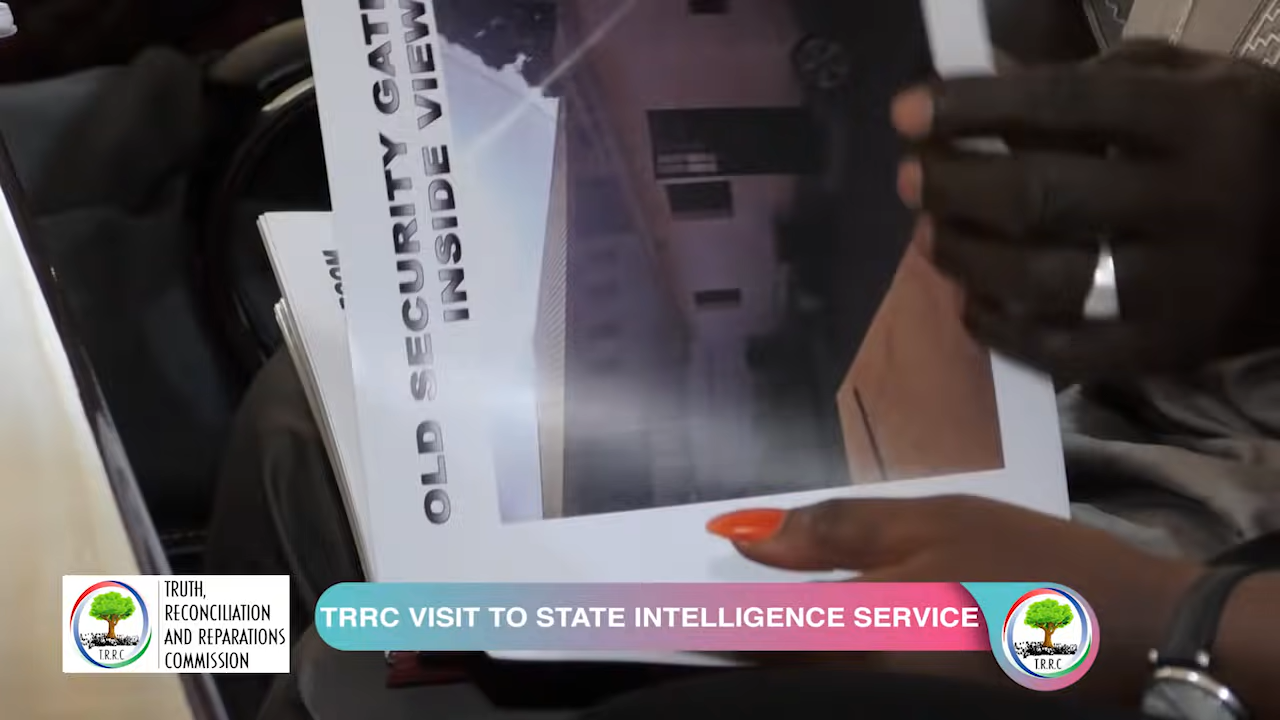 OLD SECURITY GATE
INSIDE VIEW
TRUTH,
RECONCILIATION
AND REPARATIONS
COMMISSION
T.R.R.C
TRRC VISIT TO STATE INTELLIGENCE SERVICE
T.R.R.C